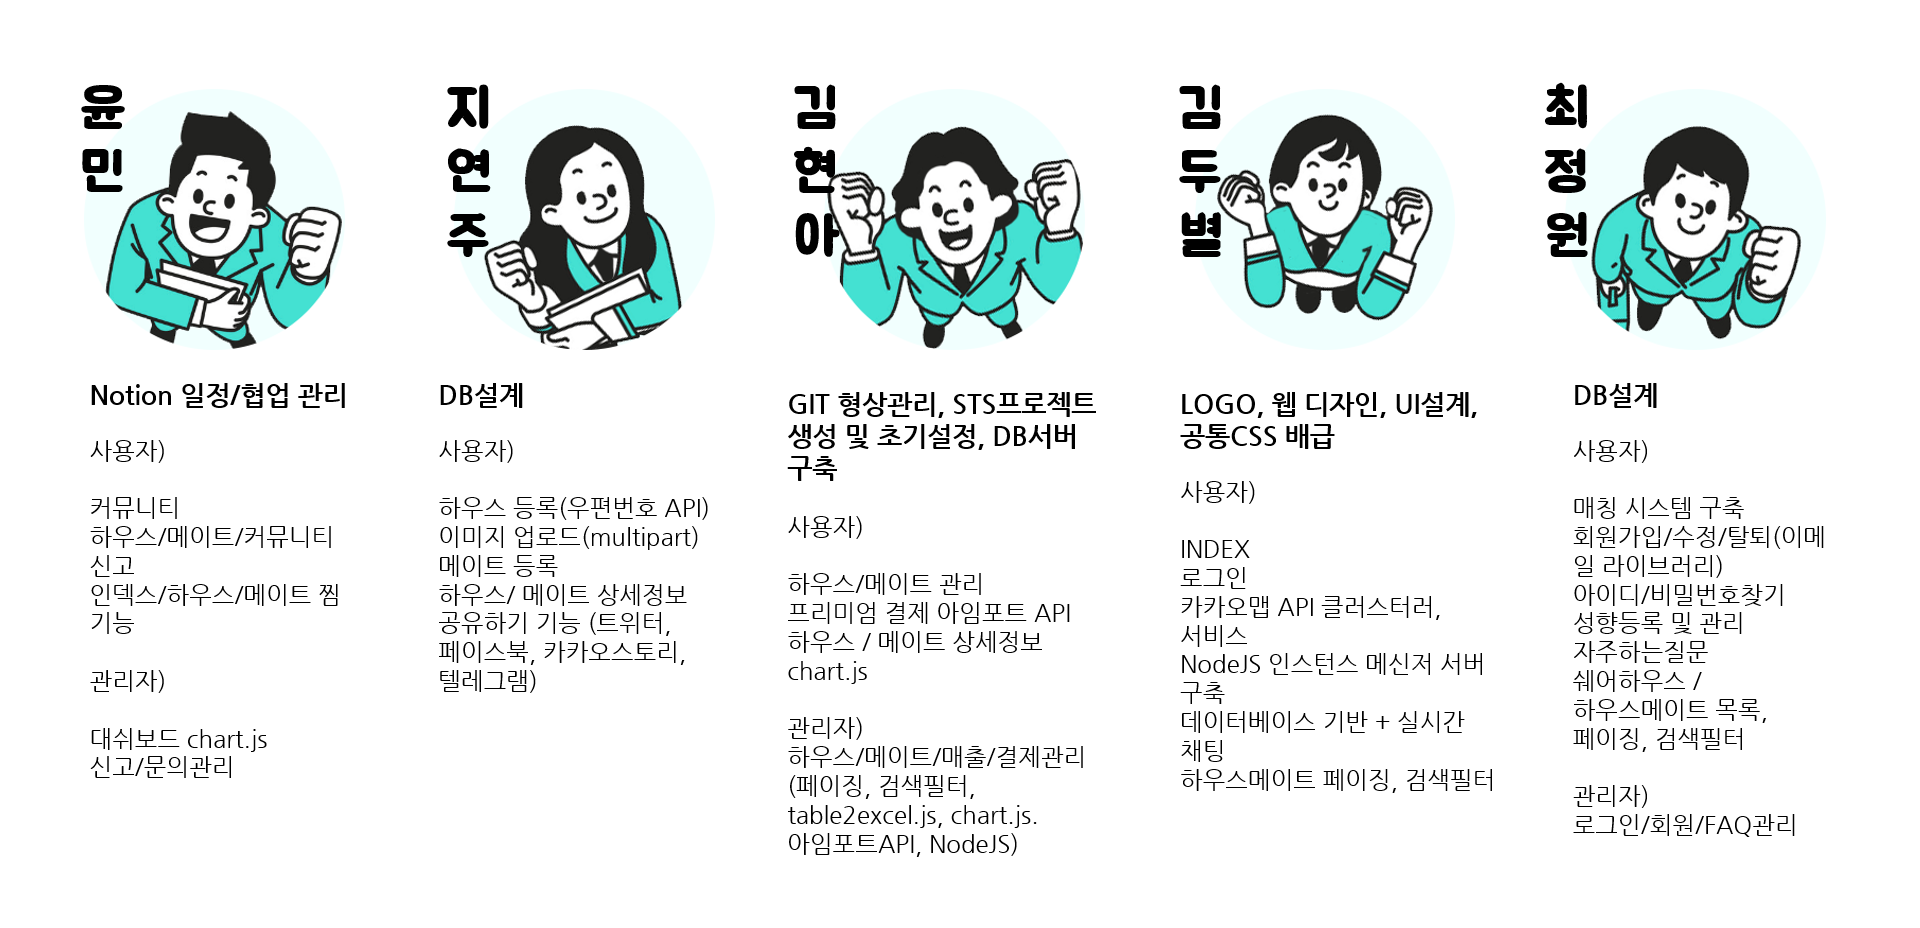 윤민
Notion 일정/협업 관리
사용자)
커뮤니티
하우스/메이트/커뮤니티
신고
인덱스/하우스/메이트 찜
기능
관리자)
대쉬보드 chart.js
신고/문의관리
지연주
DB설계
사용자)
하우스 등록(우편번호 API)
이미지 업로드(multipart)
메이트 등록
하우스/ 메이트 상세정보
공유하기 기능 (트위터,
페이스북, 카카오스토리,
텔레그램)
김현아
GIT 형상관리, STS프로젝트
생성 및 초기설정, DB서버
구축
사용자)
하우스/메이트 관리
프리미엄 결제 아임포트 API
하우스 / 메이트 상세정보
chart.js
관리자)
하우스/메이트/매출/결제관리
(페이징, 검색필터,
table2excel.js, chart.js.
아임포트API, NodeJS)
김두별
LOGO, 웹 디자인, UI설계,
공통CSS 배급
사용자)
INDEX
로그인
카카오맵 API 클러스터러,
서비스
NodeJS 인스턴스 메신저 서버
구축
데이터베이스 기반 + 실시간
채팅
하우스메이트 페이징, 검색필터
최정원
DB설계
사용자)
매칭 시스템 구축
회원가입/수정/탈퇴(이메
일 라이브러리)
아이디/비밀번호찾기
성향등록 및 관리
자주하는질문
쉐어하우스 /
하우스메이트 목록,
페이징, 검색필터
관리자)
로그인/회원/FAQ관리